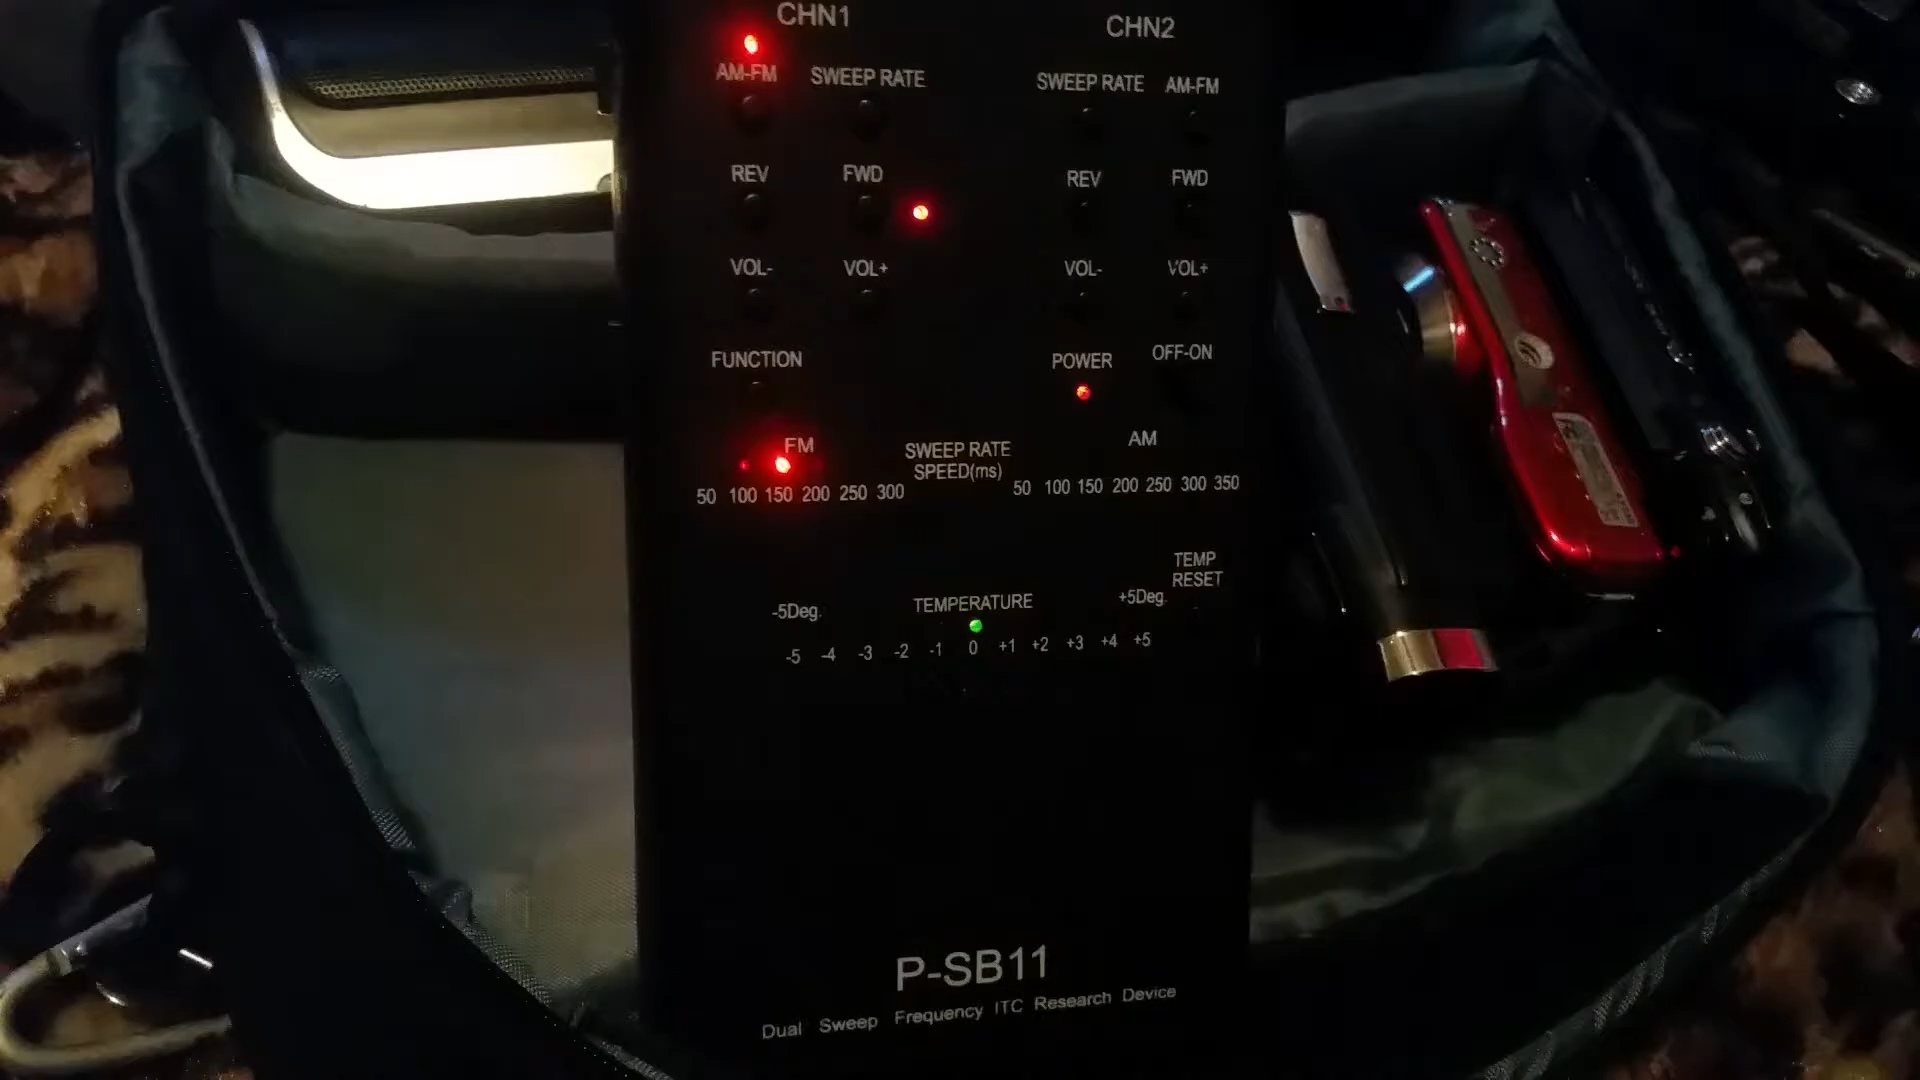 CHN1 CHN2
AM-FM SWEEP RATE SWEEP RATE AM-FM
REV FWD REV FWD
VOL- VOL+ VOL- VOL+
FUNCTION POWER OFF-ON
FM SWEEP RATE AM
SPEED(ms)
50 100 150 200 250 300 50 100 150 200 250 300 350
TEMP
RESET
-5Deg. TEMPERATURE +5Deg.
-5 -4 -3 -2 -1 0 +1 +2 +3 +4 +5
P-SB11
Dual Sweep Frequency ITC Research Device